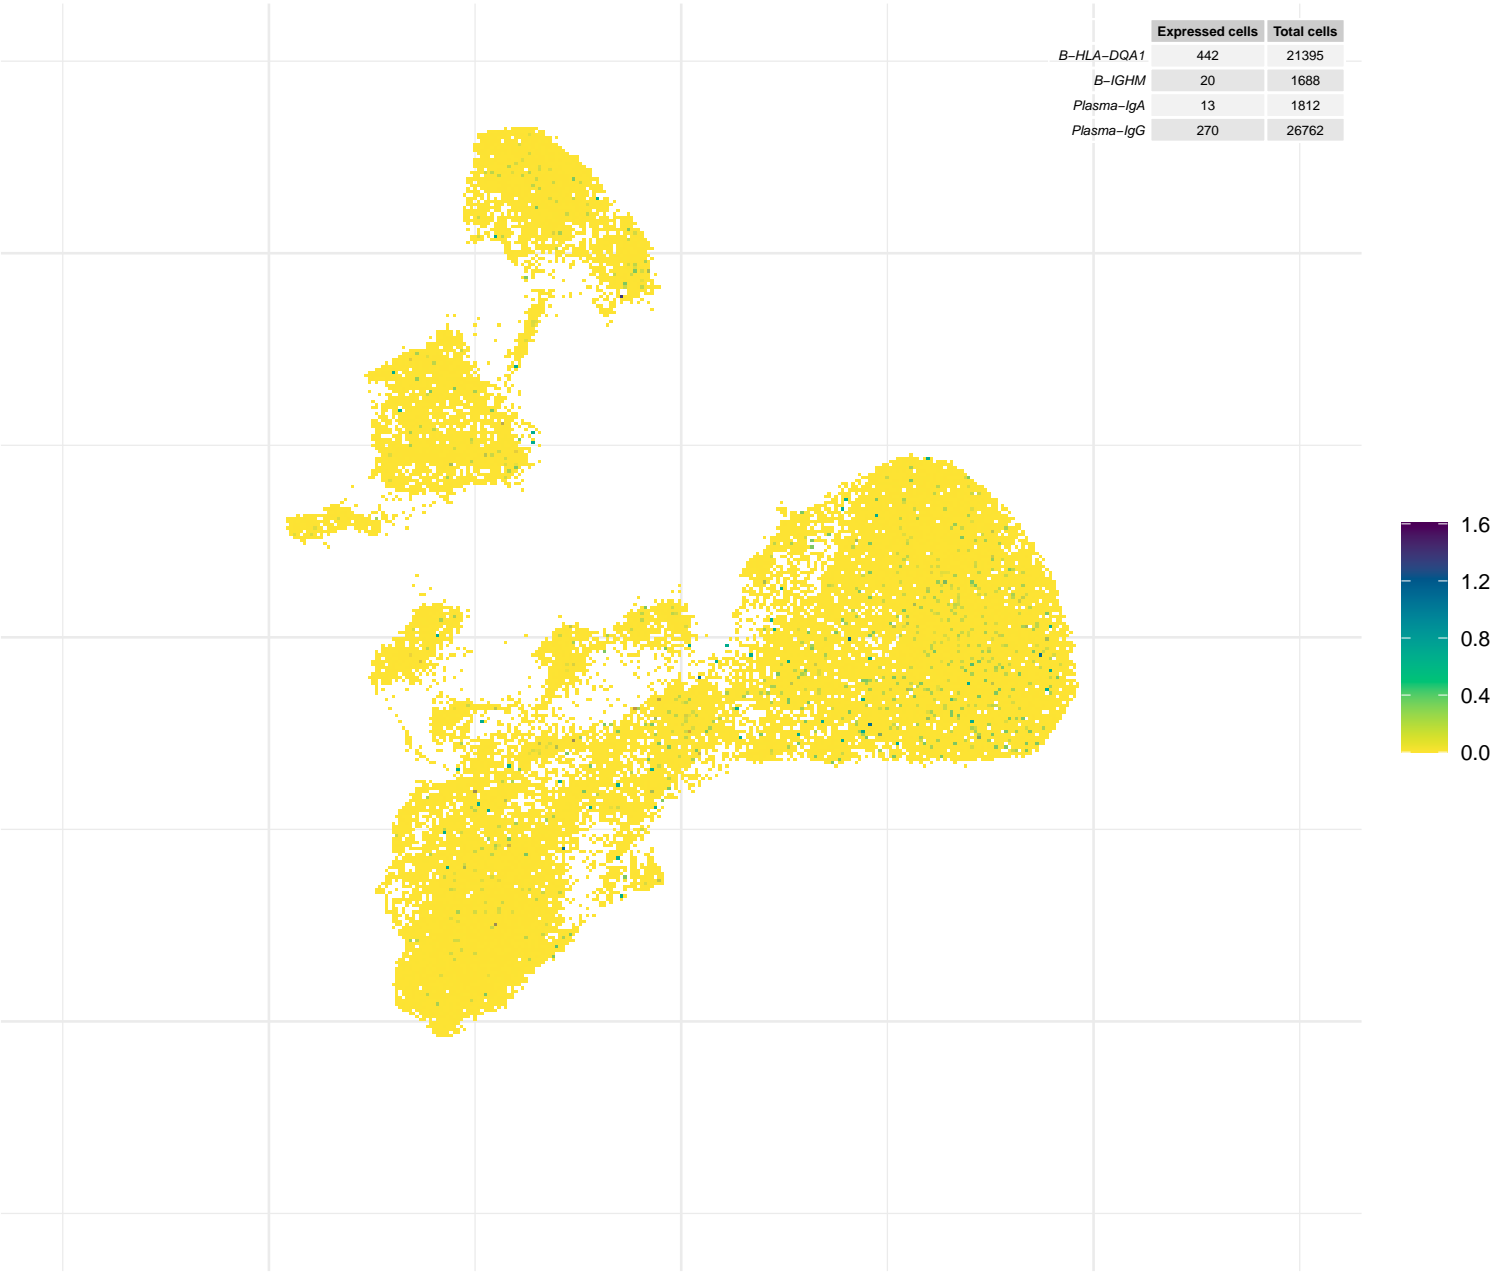 Expressed cells Total cells
B−HLA−DQA1 442 21395
B−IGHM 20 1688
Plasma−IgA 13 1812
Plasma−IgG 270 26762
1.6
1.2
0.8
0.4
0.0